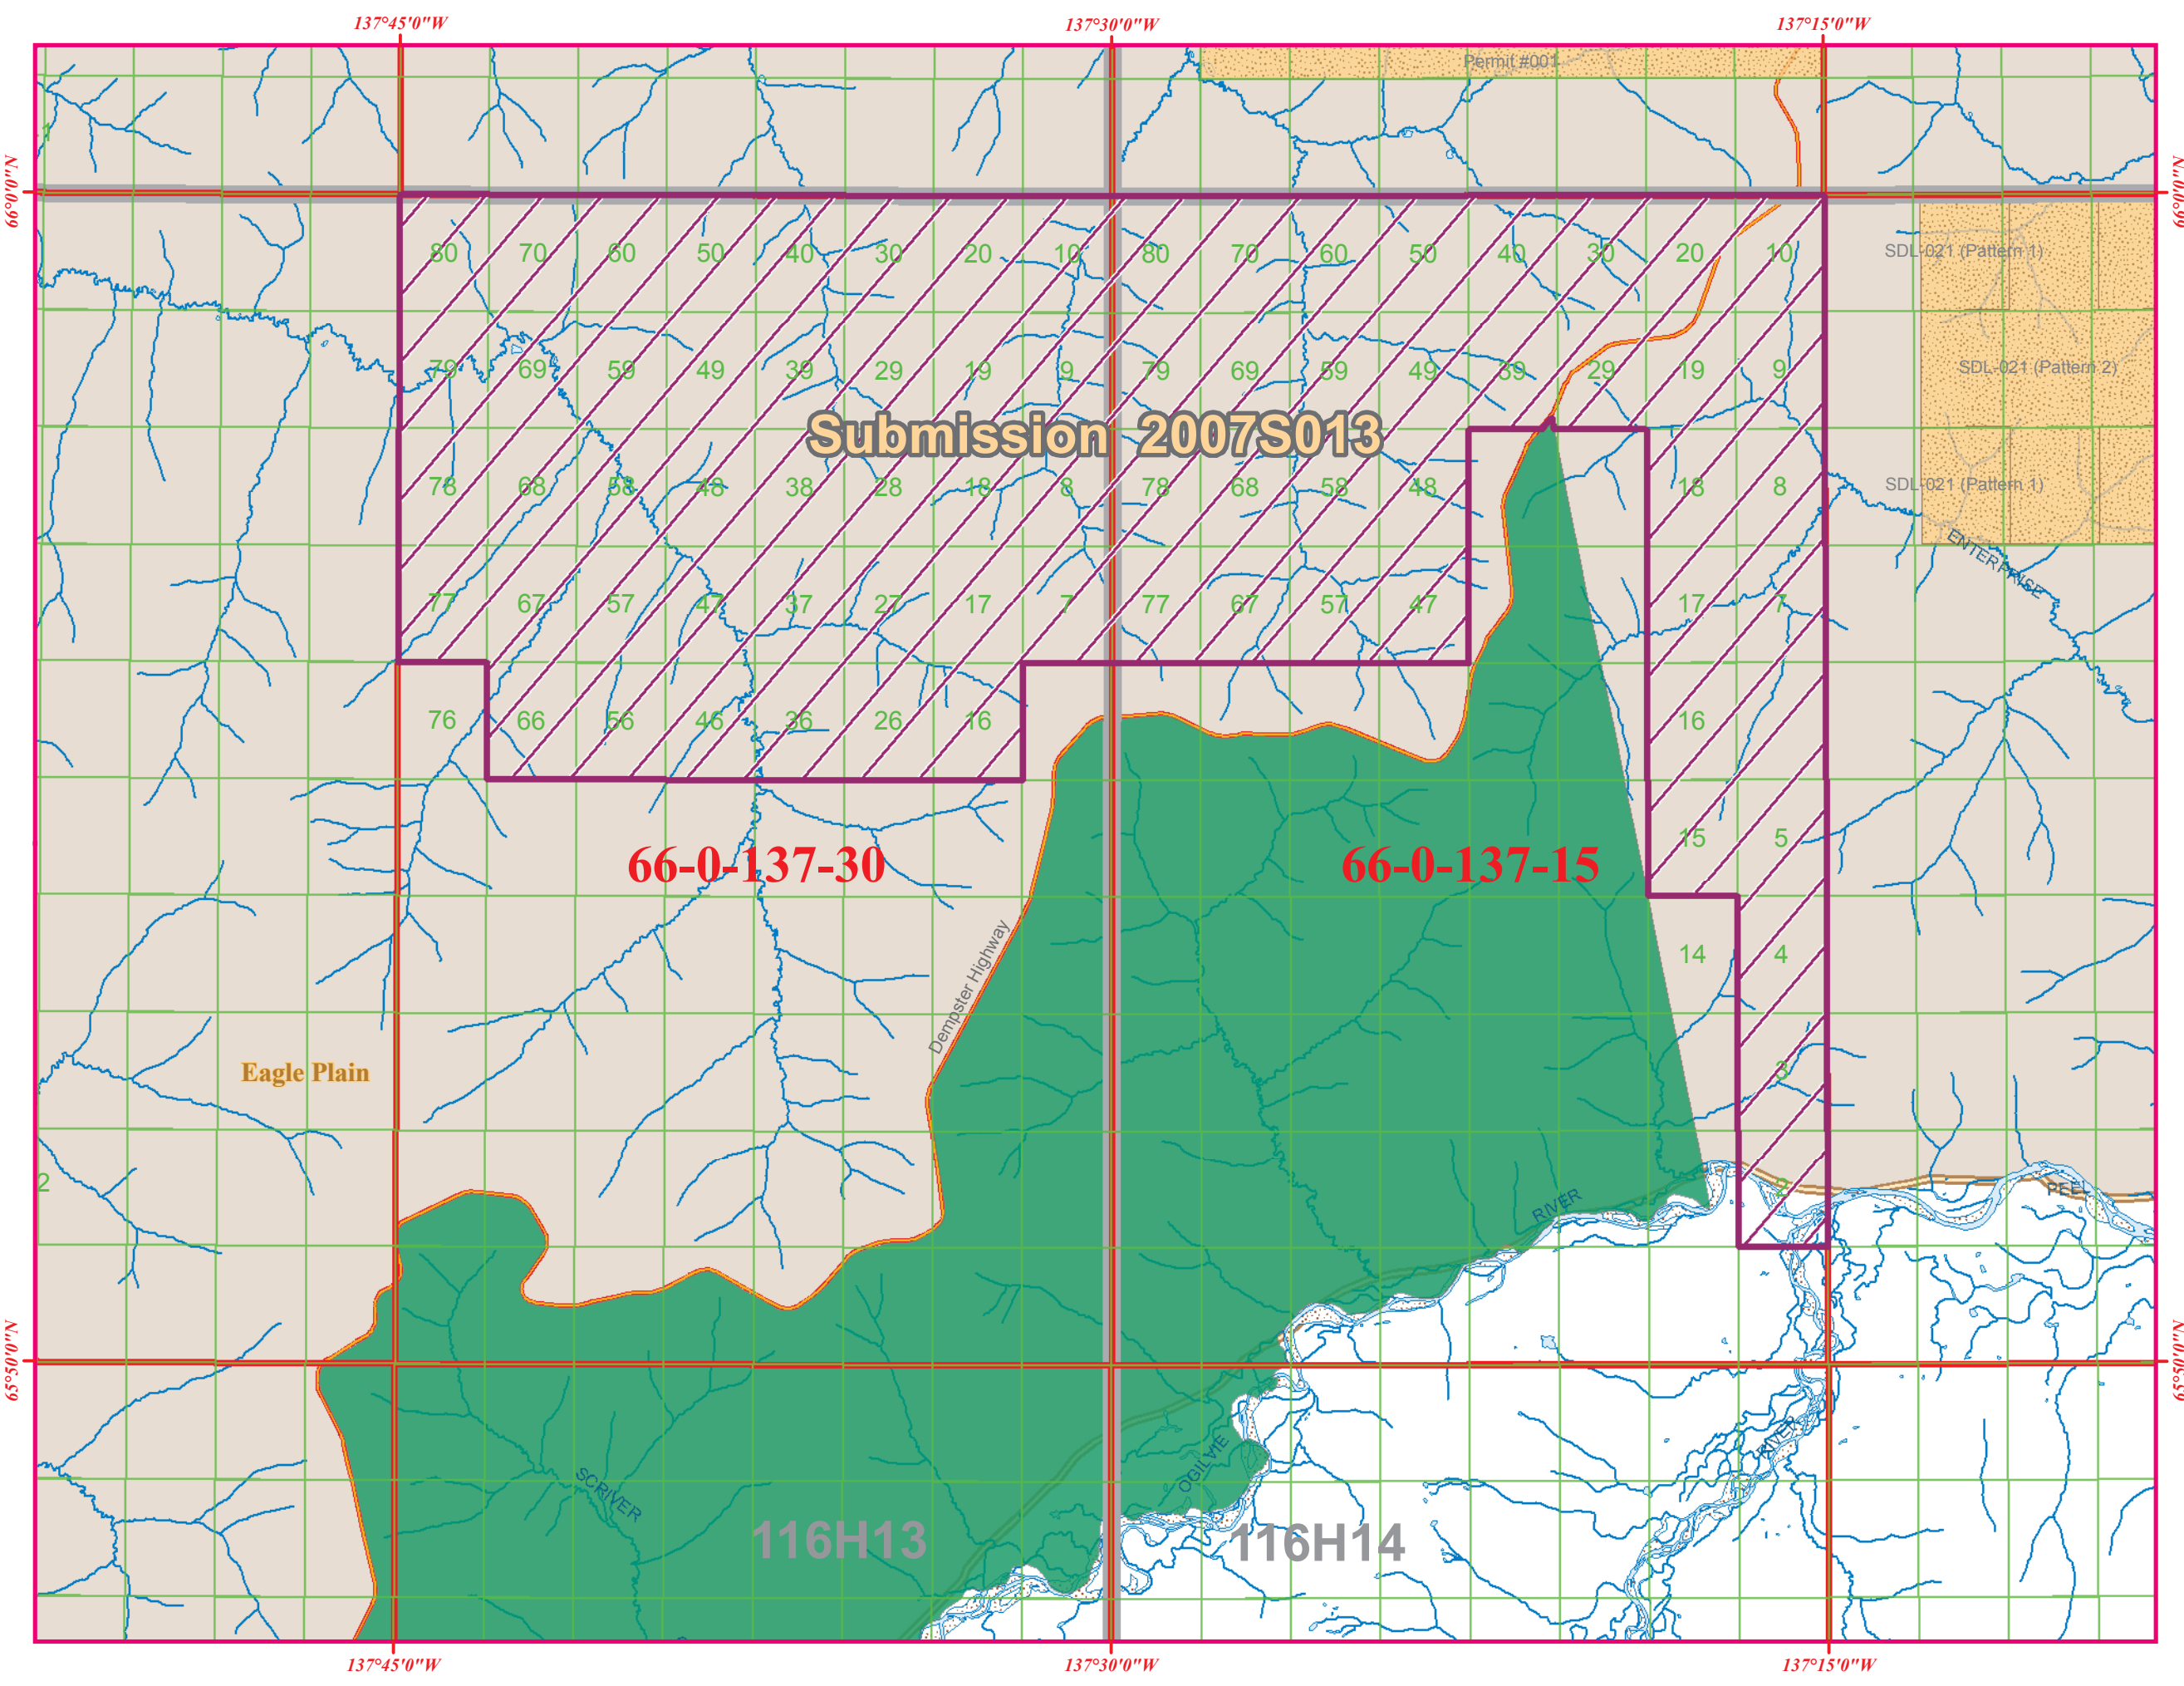 137°45'0"W 137°30'0"W 137°15'0"W
Permit #001
1
66°0'0"N 66°0'0"N
80 70 60 50 40 30 20 10 80 70 60 50 40 30 20 10
SDL-021 (Pattern 1)
79 69 59 49 39 29 19 9 79 69 59 49 39 29 19 9
SDL-021 (Pattern 2)
Submission 2007S013
78 68 58 48 38 28 18 8 78 68 58 48 18 8
SDL-021 (Pattern 1)
ENTERPRISE
77 67 57 47 37 27 17 7 77 67 57 47 17 7
76 66 56 46 36 26 16 16
15 5
66-0-137-30 66-0-137-15
14 4
Dempster Highway
Eagle Plain
3
2
2
PEEL
RIVER
65°50'0"N 65°50'0"N
RIVER
OGILVIE
SCRIVER
116H13 116H14
137°45'0"W 137°30'0"W 137°15'0"W